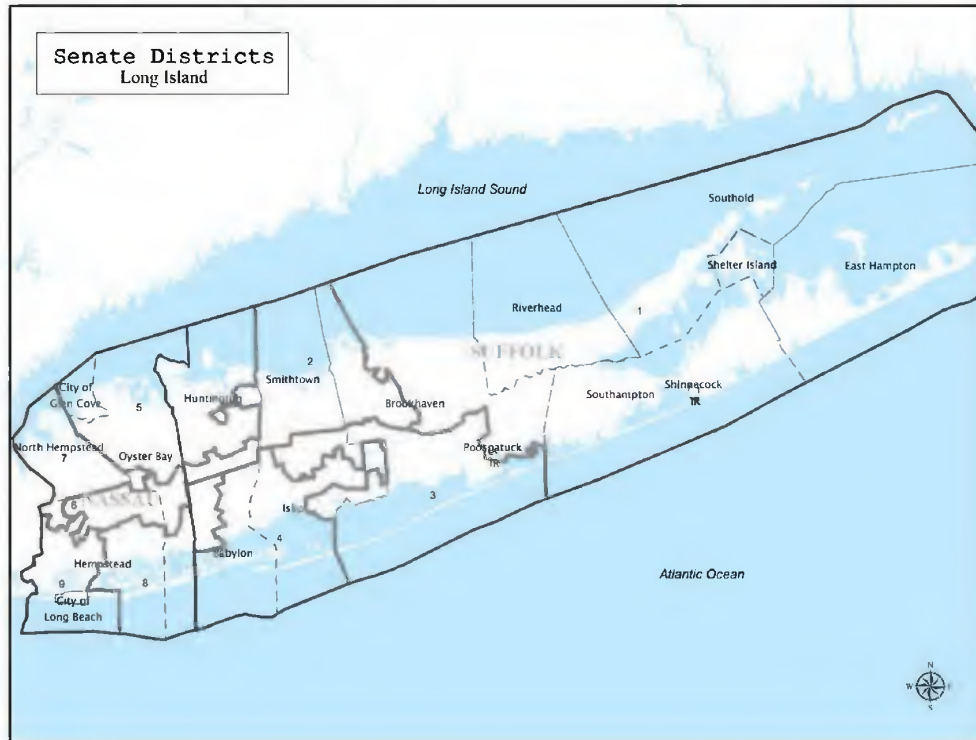 Senate Districts
Long Island
Long Island Sound
Southold
Shelter Island
East Hampton
Riverhead
1
SUFFOLK
2
Smithtown
Huntington
City of
Glen Cove
5
Brookhaven
Southampton
Shinnecock
TR
North Hempstead
7
Oyster Bay
Poospatuck
TR
NASSAU
6
3
4
Babylon
Hempstead
Atlantic Ocean
9
8
City of
Long Beach
N
W
E
S